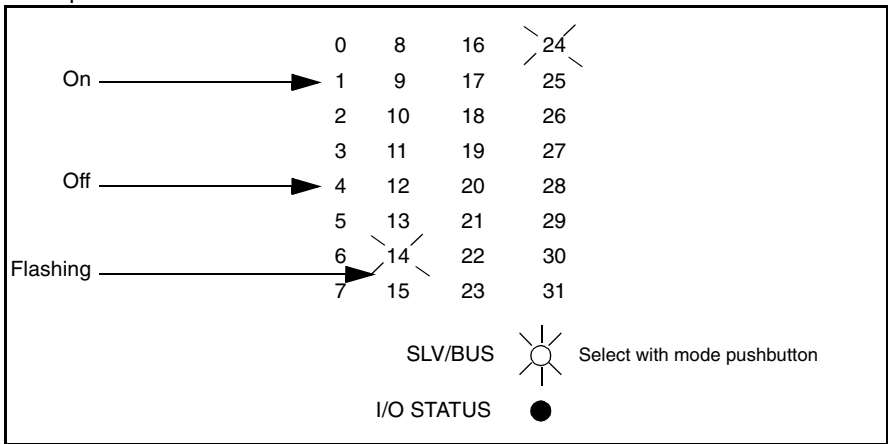 0 8 16 24
On 1 9 17 25
2 10 18 26
3 11 19 27
Off 4 12 20 28
5 13 21 29
6 14 22 30
Flashing
7 15 23 31
SLV/BUS Select with mode pushbutton
I/O STATUS